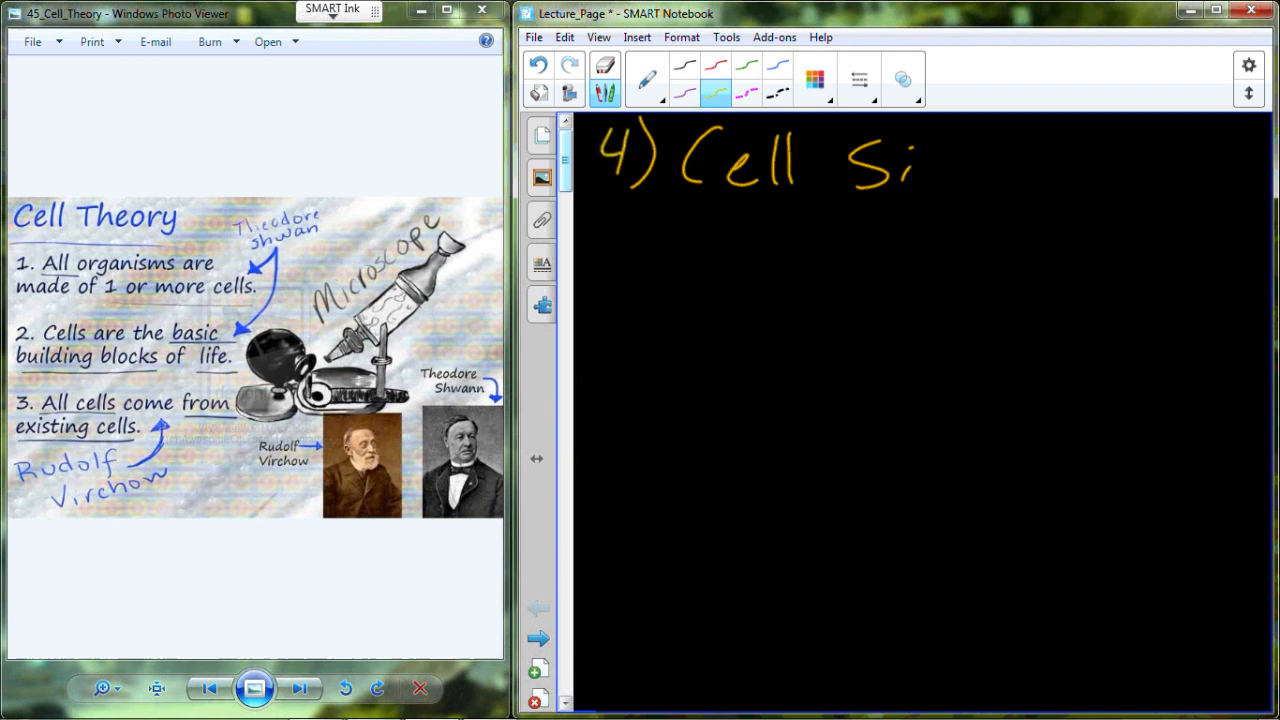 45_Cell_Theory - Windows Photo Viewer
SMART Ink
File Print E-mail Burn Open
Cell Theory
Theodore
shwan
1. All organisms are
made of 1 or more cells.
Microscope
2. Cells are the basic
building blocks of life.
Theodore
Shwann
3. All cells come from
existing cells.
Rudolf
Virchow
Rudolf
Virchow
Lecture_Page * - SMART Notebook
File Edit View Insert Format Tools Add-ons Help
4) Cell Si